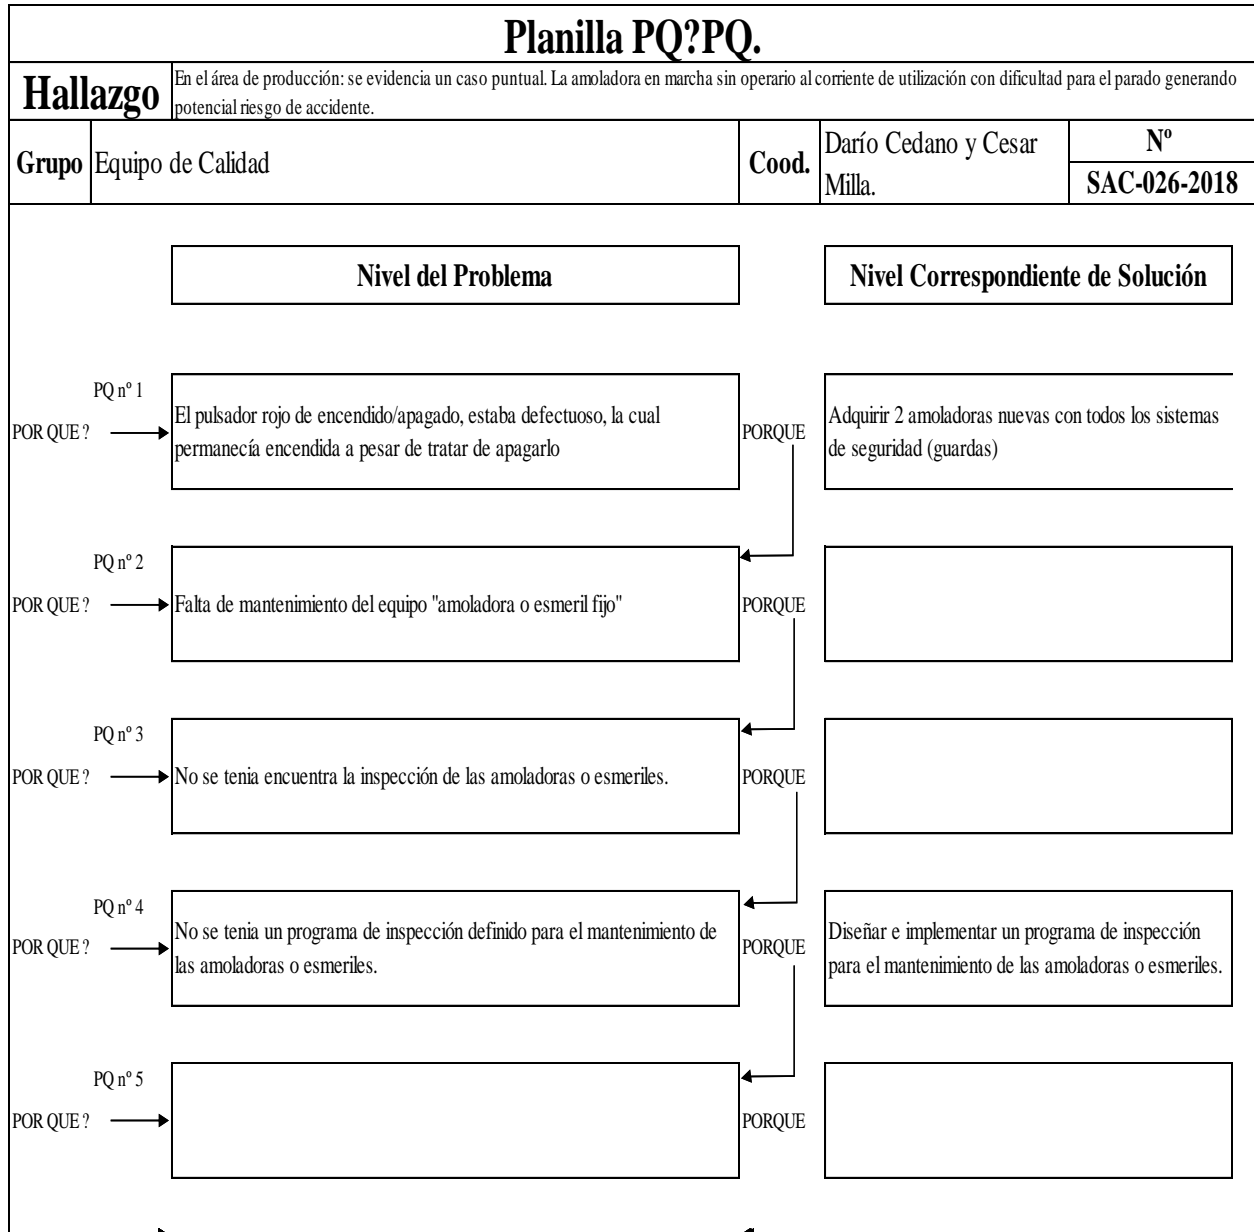 Planilla PQ?PQ.
Hallazgo
En el área de producción: se evidencia un caso puntual. La amoladora en marcha sin operario al corriente de utilización con dificultad para el parado generando
potencial riesgo de accidente.
Grupo
Equipo de Calidad
Cood.
Darío Cedano y Cesar
Milla.
Nº
SAC-026-2018
Nivel del Problema
Nivel Correspondiente de Solución
PQ nº 1
POR QUE ?
El pulsador rojo de encendido/apagado, estaba defectuoso, la cual
permanecía encendida a pesar de tratar de apagarlo
PORQUE
Adquirir 2 amoladoras nuevas con todos los sistemas
de seguridad (guardas)
PQ nº 2
POR QUE ?
Falta de mantenimiento del equipo "amoladora o esmeril fijo"
PORQUE
PQ nº 3
POR QUE ?
No se tenia encuentra la inspección de las amoladoras o esmeriles.
PORQUE
PQ nº 4
POR QUE ?
No se tenia un programa de inspección definido para el mantenimiento de
las amoladoras o esmeriles.
PORQUE
Diseñar e implementar un programa de inspección
para el mantenimiento de las amoladoras o esmeriles.
PQ nº 5
POR QUE ?
PORQUE